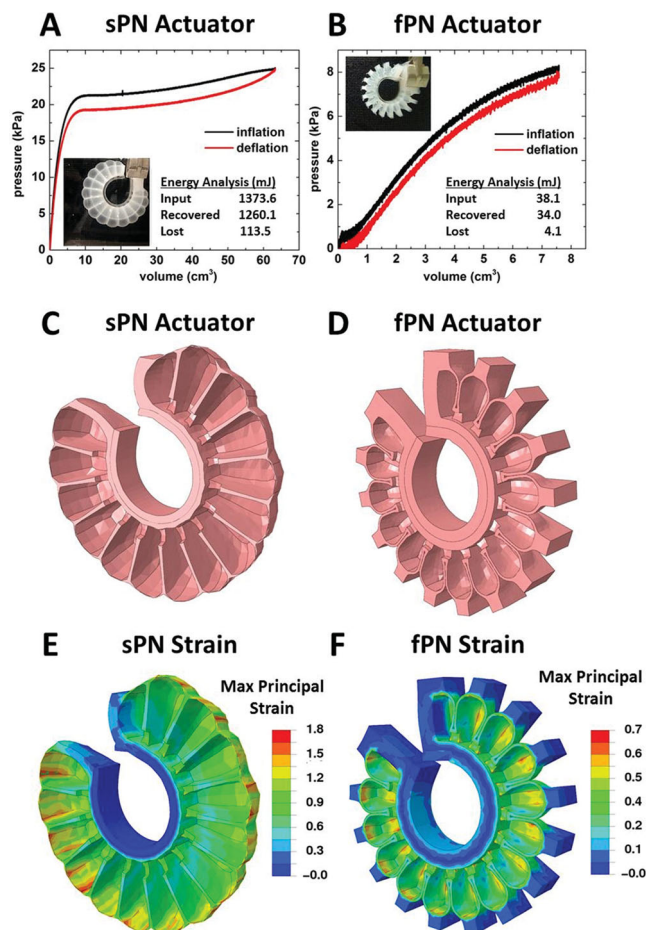 A sPN Actuator
25
20
15
10
5
0
pressure (kPa)
inflation
deflation
Energy Analysis (mJ)
Input 1373.6
Recovered 1260.1
Lost 113.5
0 10 20 30 40 50 60 70
volume (cm³)
B fPN Actuator
8
6
4
2
0
pressure (kPa)
inflation
deflation
Energy Analysis (mJ)
Input 38.1
Recovered 34.0
Lost 4.1
0 1 2 3 4 5 6 7 8
volume (cm³)
C sPN Actuator
D fPN Actuator
E sPN Strain
Max Principal
Strain
1.8
1.5
1.2
0.9
0.6
0.3
−0.0
F fPN Strain
Max Principal
Strain
0.7
0.6
0.5
0.4
0.2
0.1
−0.0